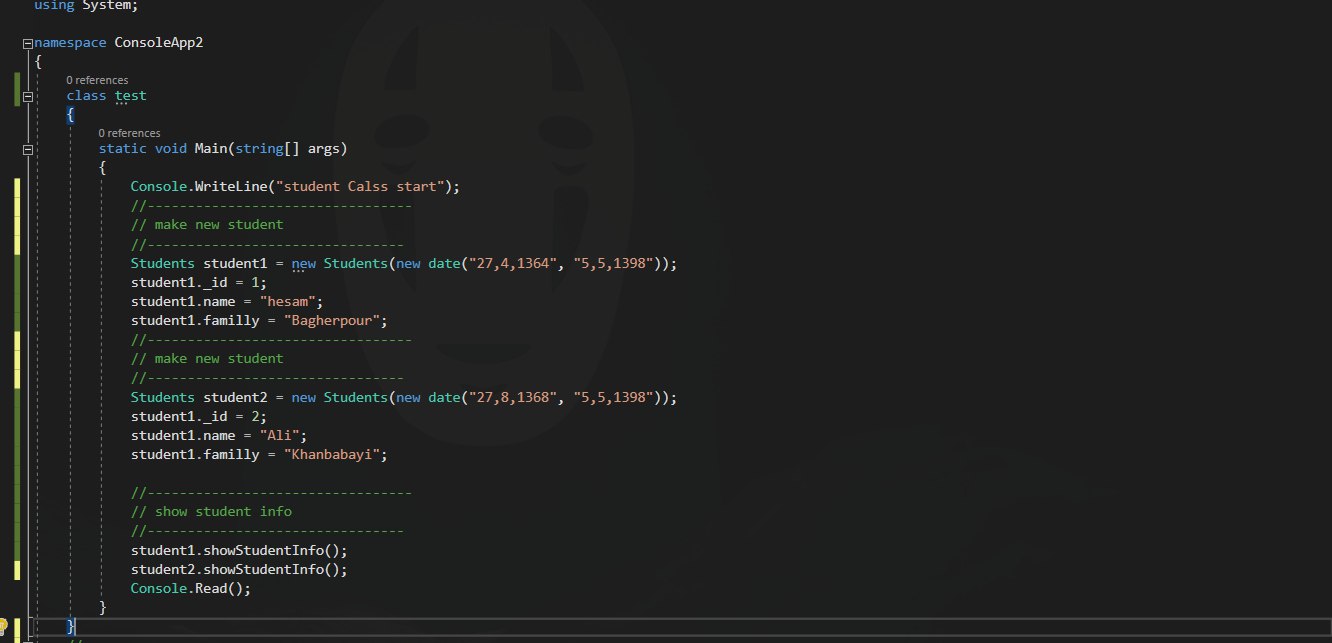 using System;
namespace ConsoleApp2
{
0 references
class test
{
0 references
static void Main(string[] args)
{
Console.WriteLine("student Calss start");
//---------------------------------
// make new student
//--------------------------------
Students student1 = new Students(new date("27,4,1364", "5,5,1398"));
student1._id = 1;
student1.name = "hesam";
student1.familly = "Bagherpour";
//---------------------------------
// make new student
//--------------------------------
Students student2 = new Students(new date("27,8,1368", "5,5,1398"));
student1._id = 2;
student1.name = "Ali";
student1.familly = "Khanbabayi";
//---------------------------------
// show student info
//--------------------------------
student1.showStudentInfo();
student2.showStudentInfo();
Console.Read();
}
}